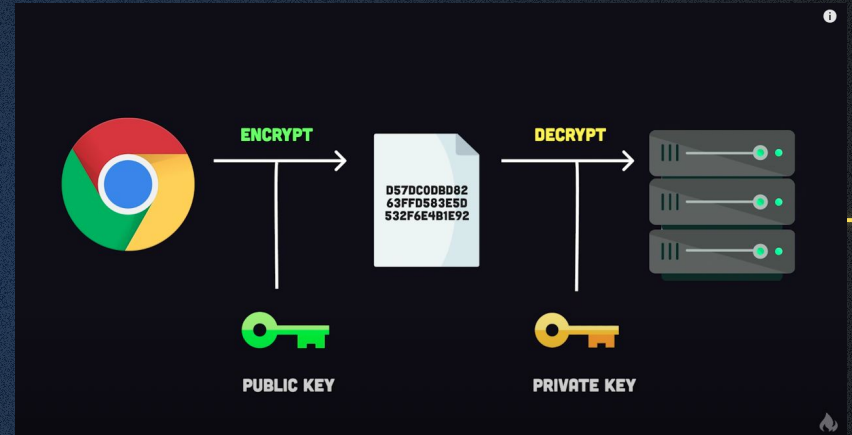 ENCRYPT
DECRYPT
D57DC0DBD82
63FFD583E5D
532F6E4B1E92
PUBLIC KEY
PRIVATE KEY